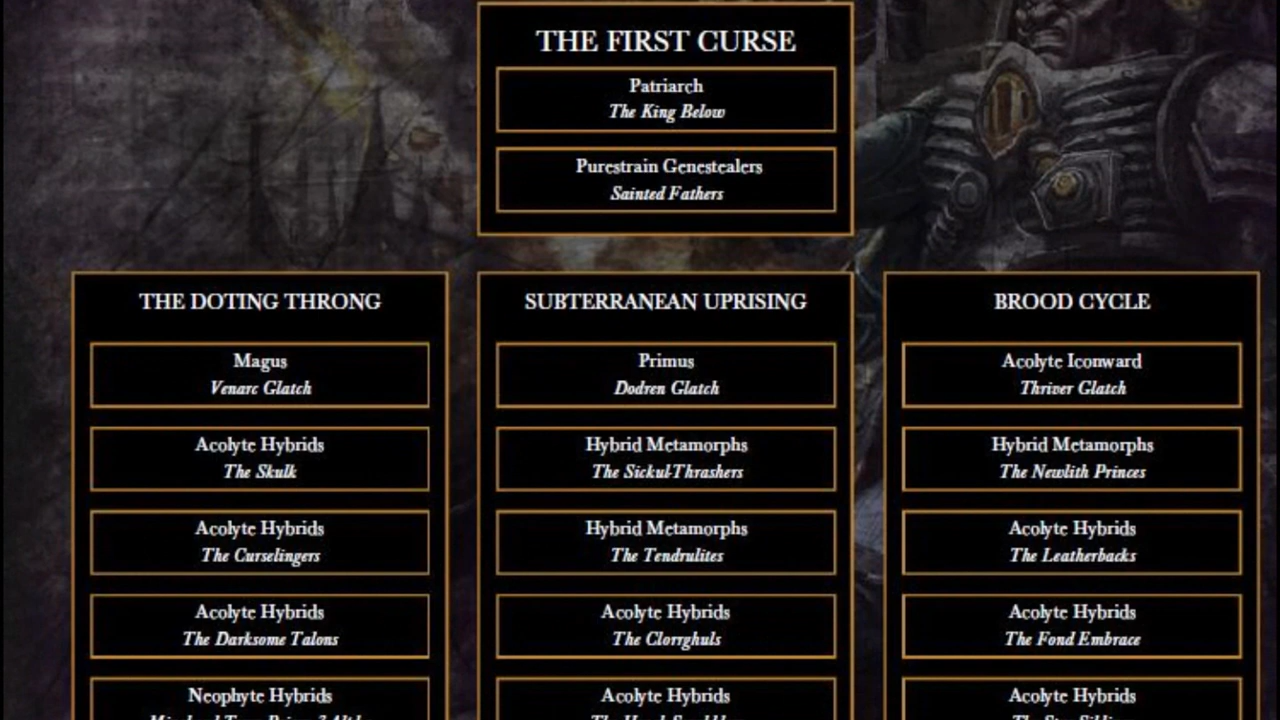 THE FIRST CURSE
Patriarch
The King Below
Purestrain Genestealers
Sainted Fathers
THE DOTING THRONG
Magus
Venarc Glatch
Acolyte Hybrids
The Skulk
Acolyte Hybrids
The Curselingers
Acolyte Hybrids
The Darksome Talons
Neophyte Hybrids
SUBTERRANEAN UPRISING
Primus
Dodren Glatch
Hybrid Metamorphs
The Sickul-Thrashers
Hybrid Metamorphs
The Tendrulites
Acolyte Hybrids
The Clorrghuls
Acolyte Hybrids
BROOD CYCLE
Acolyte Iconward
Thriver Glatch
Hybrid Metamorphs
The Newlith Princes
Acolyte Hybrids
The Leatherbacks
Acolyte Hybrids
The Fond Embrace
Acolyte Hybrids